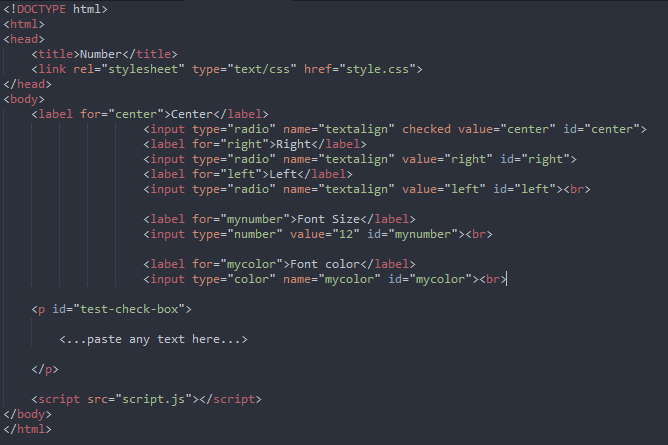 <!DOCTYPE html>
<html>
<head>
    <title>Number</title>
    <link rel="stylesheet" type="text/css" href="style.css">
</head>
<body>
    <label for="center">Center</label>
                    <input type="radio" name="textalign" checked value="center" id="center">
                    <label for="right">Right</label>
                    <input type="radio" name="textalign" value="right" id="right">
                    <label for="left">Left</label>
                    <input type="radio" name="textalign" value="left" id="left"><br>

                    <label for="mynumber">Font Size</label>
                    <input type="number" value="12" id="mynumber"><br>

                    <label for="mycolor">Font color</label>
                    <input type="color" name="mycolor" id="mycolor"><br>

    <p id="test-check-box">

        <...paste any text here...>

    </p>

    <script src="script.js"></script>
</body>
</html>